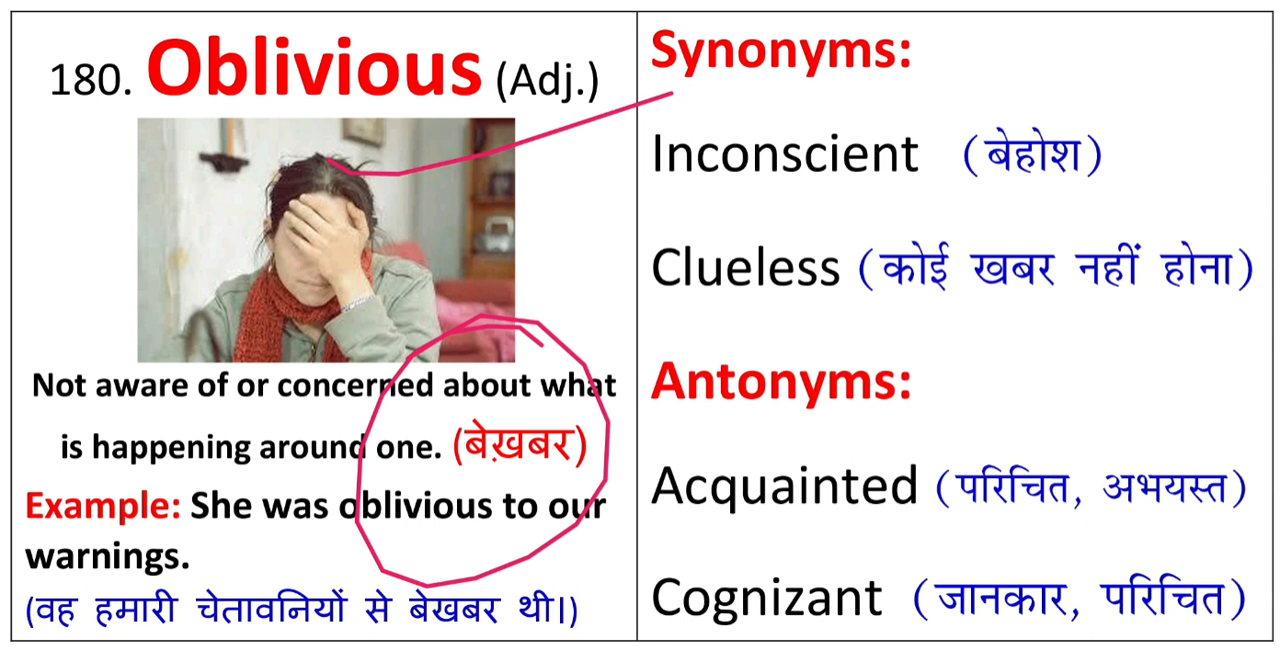 180. Oblivious (Adj.)
Not aware of or concerned about what
is happening around one. (बेख़बर)
Example: She was oblivious to our
warnings.
(वह हमारी चेतावनियों से बेखबर थी।)
Synonyms:
Inconscient (बेहोश)
Clueless (कोई खबर नहीं होना)
Antonyms:
Acquainted (परिचित, अभयस्त)
Cognizant (जानकार, परिचित)